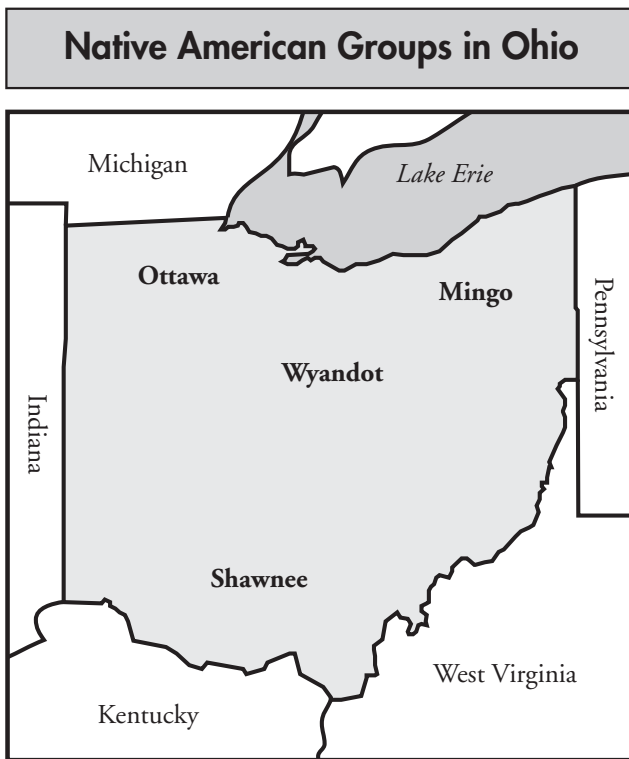 Native American Groups in Ohio
Michigan
Lake Erie
Ottawa
Mingo
Pennsylvania
Wyandot
Indiana
Shawnee
West Virginia
Kentucky